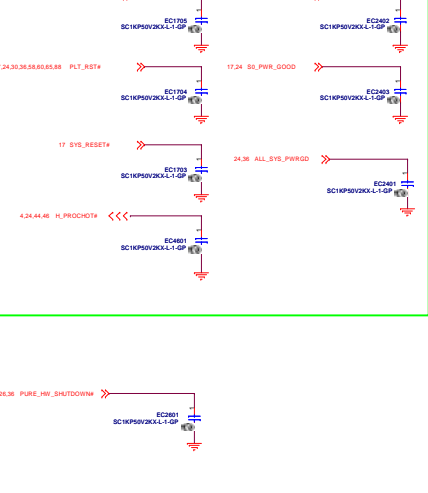 EC1705
SC1KP50V2KX-L-1-GP
EC2402
SC1KP50V2KX-L-1-GP
7,24,30,36,58,60,65,68 PLT_RST#
17,24 S0_PWR_GOOD
EC1704
SC1KP50V2KX-L-1-GP
EC2403
SC1KP50V2KX-L-1-GP
17 SYS_RESET#
24,36 ALL_SYS_PWRGD
EC1703
SC1KP50V2KX-L-1-GP
EC2401
SC1KP50V2KX-L-1-GP
4,24,44,46 H_PROCHOT#
EC4601
SC1KP50V2KX-L-1-GP
26,36 PURE_HW_SHUTDOWN#
EC2601
SC1KP50V2KX-L-1-GP